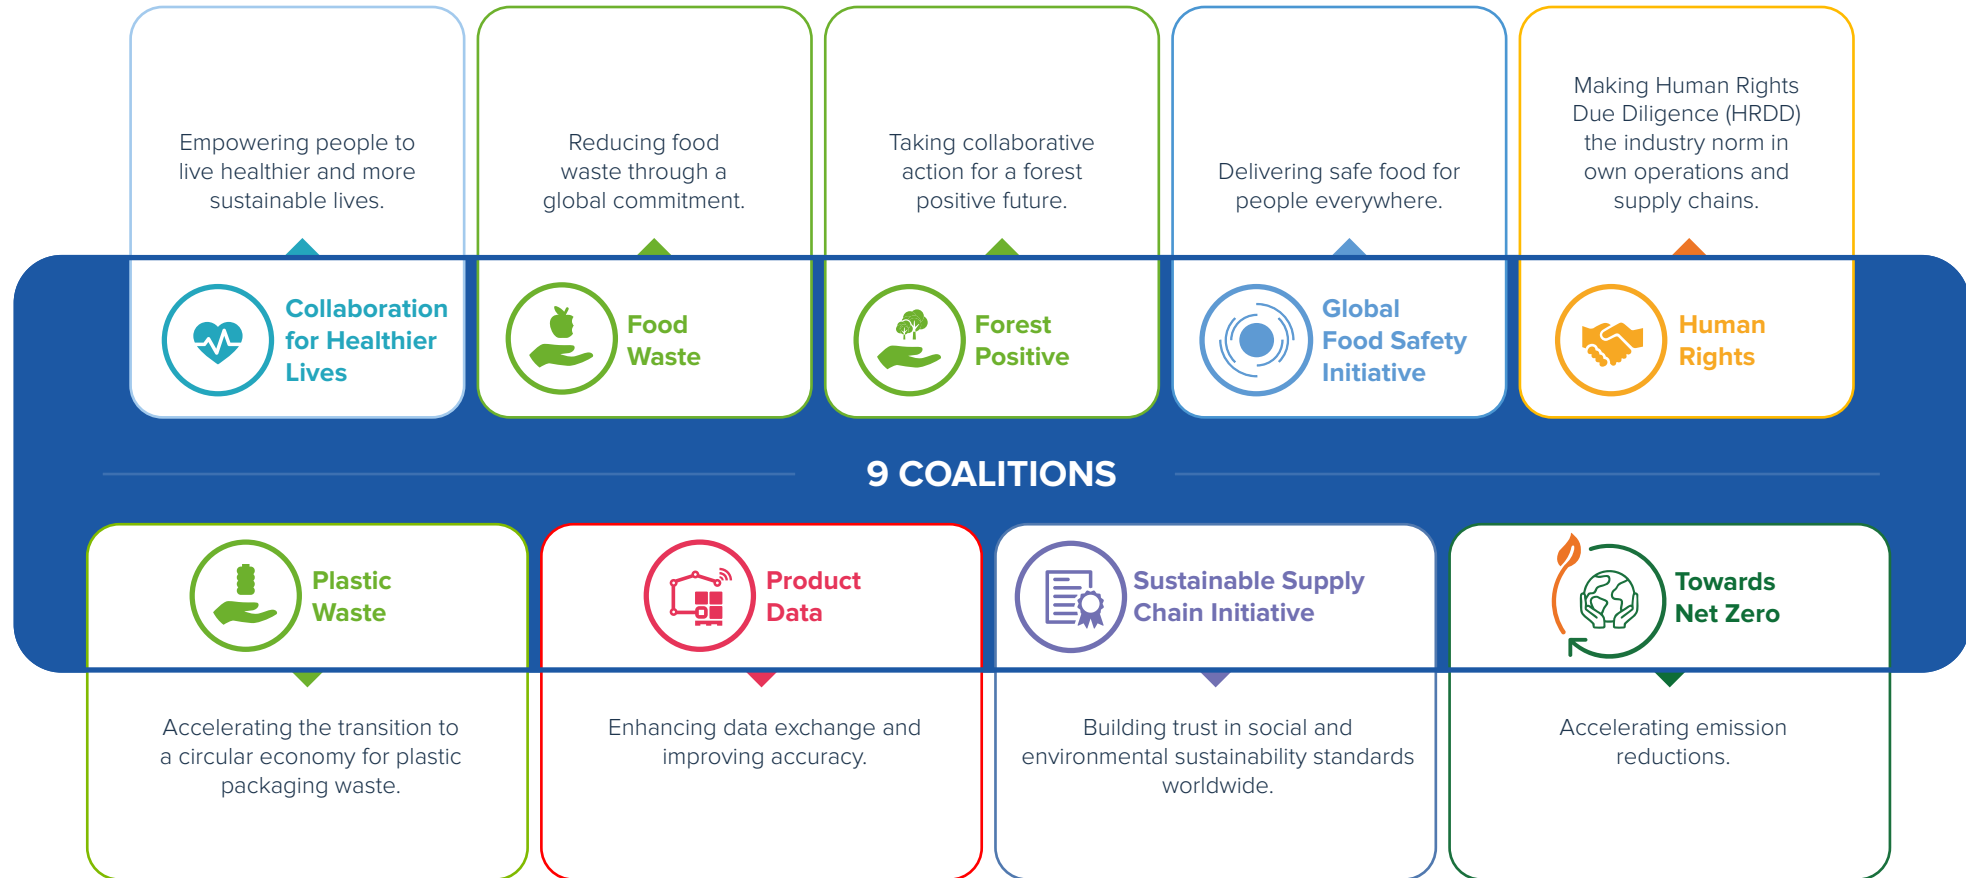 Empowering people to
live healthier and more
sustainable lives.
Reducing food
waste through a
global commitment.
Taking collaborative
action for a forest
positive future.
Delivering safe food for
people everywhere.
Making Human Rights
Due Diligence (HRDD)
the industry norm in
own operations and
supply chains.
Collaboration
for Healthier
Lives
Food
Waste
Forest
Positive
Global
Food Safety
Initiative
Human
Rights
9 COALITIONS
Plastic
Waste
Product
Data
Sustainable Supply
Chain Initiative
Towards
Net Zero
Accelerating the transition to
a circular economy for plastic
packaging waste.
Enhancing data exchange and
improving accuracy.
Building trust in social and
environmental sustainability standards
worldwide.
Accelerating emission
reductions.